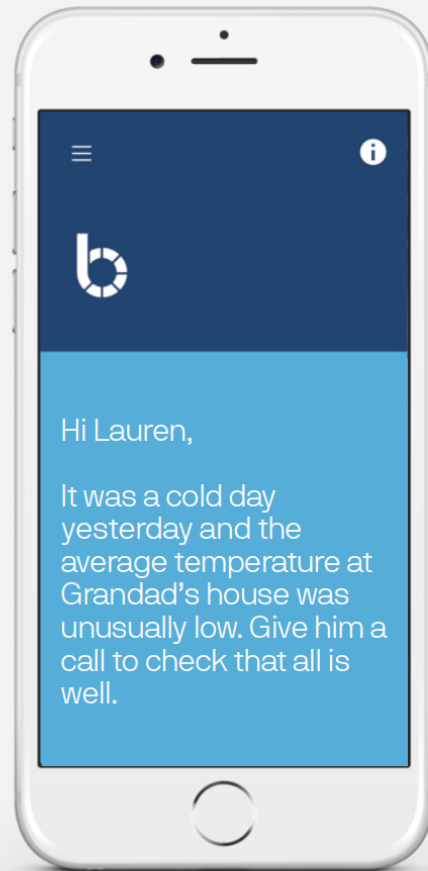 b
Hi Lauren,
It was a cold day
yesterday and the
average temperature at
Grandad's house was
unusually low. Give him a
call to check that all is
well.